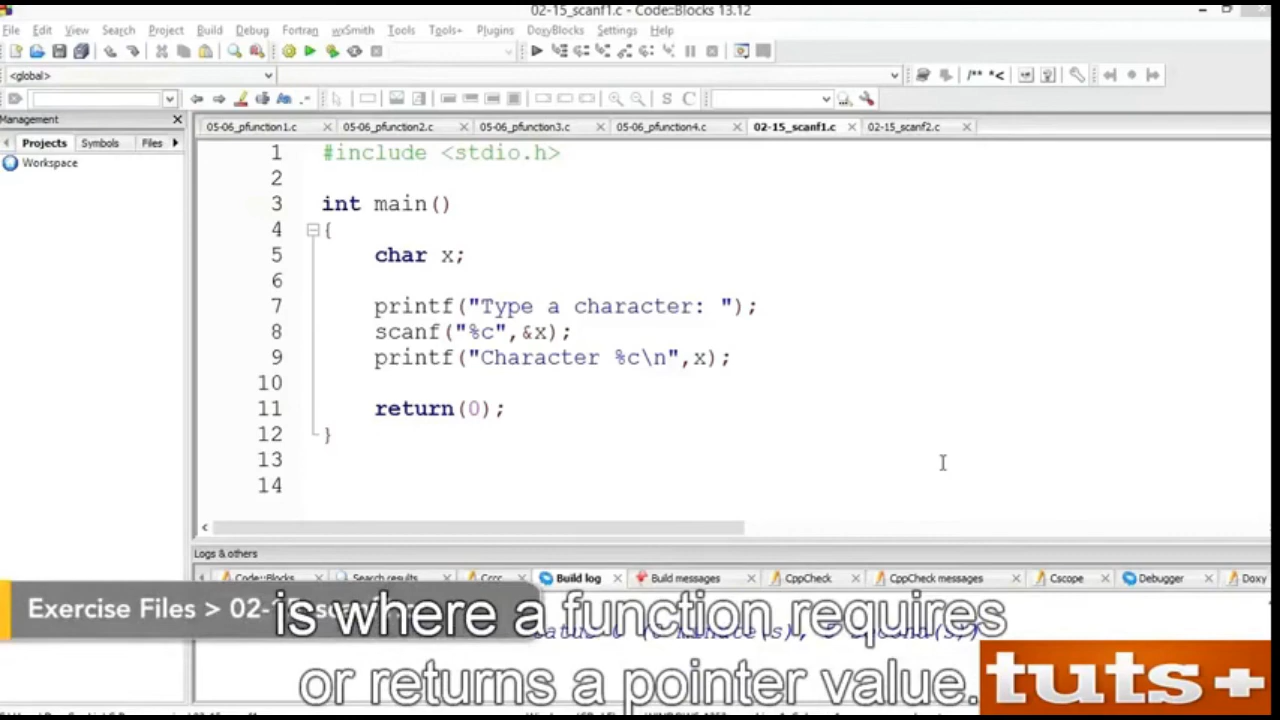 02-15_scanf1.c - Code::Blocks 13.12
File Edit View Search Project Build Debug Fortran wxSmith Tools Tools+ Plugins DoxyBlocks Settings Help
<global>
/** *<
S C
Management
05-06_pfunction1.c 05-06_pfunction2.c 05-06_pfunction3.c 05-06_pfunction4.c 02-15_scanf1.c 02-15_scanf2.c
Projects Symbols Files
Workspace
1 #include <stdio.h>
2
3 int main()
4 {
5 char x;
6
7 printf("Type a character: ");
8 scanf("%c",&x);
9 printf("Character %c\n",x);
10
11 return(0);
12 }
13
14
Logs & others
Code::Blocks Search results Cccc Build log Build messages CppCheck CppCheck messages Cscope Debugger Doxy
Exercise Files > 02-15_scanf1
is where a function requires
or returns a pointer value.
tuts+